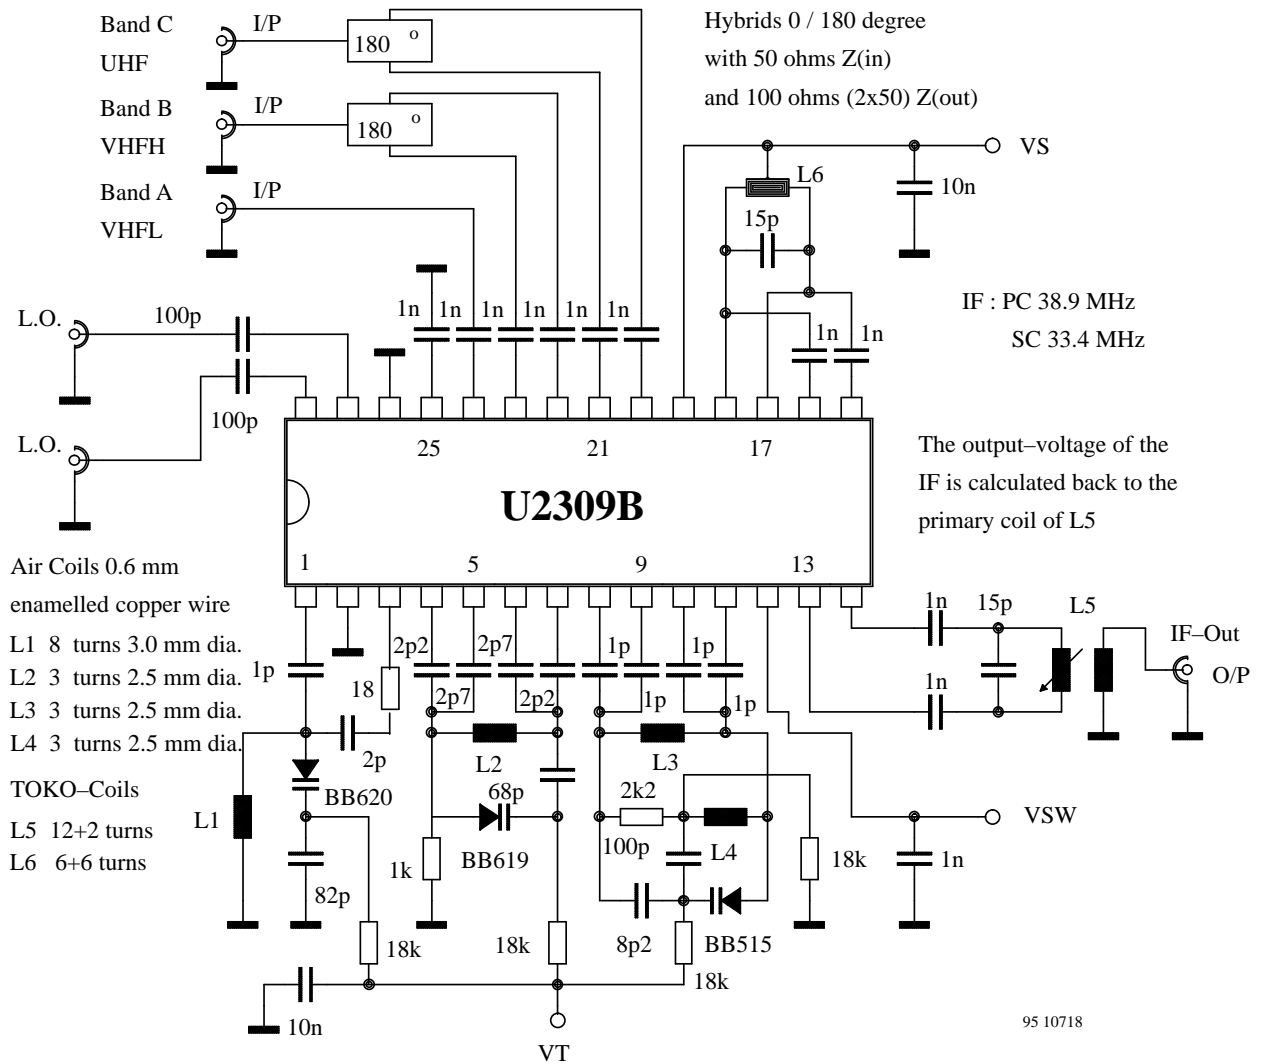 Band C
I/P
UHF
180 o
Hybrids 0 / 180 degree
with 50 ohms Z(in)
and 100 ohms (2x50) Z(out)
Band B
I/P
VHFH
180 o
Band A
I/P
VHFL
VS
L6
10n
15p
IF : PC 38.9 MHz
SC 33.4 MHz
L.O.
100p
1n
1n
1n
1n
1n
1n
1n
1n
100p
L.O.
25
21
17
The output–voltage of the
IF is calculated back to the
primary coil of L5
U2309B
1
5
9
13
Air Coils 0.6 mm
enamelled copper wire
L1 8 turns 3.0 mm dia.
L2 3 turns 2.5 mm dia.
L3 3 turns 2.5 mm dia.
L4 3 turns 2.5 mm dia.
TOKO–Coils
L5 12+2 turns
L6 6+6 turns
1n
15p
L5
IF–Out
O/P
1n
1p
18
2p2
2p7
2p7
2p2
1p
1p
1p
2p
L2
L3
BB620
68p
2k2
L1
VSW
BB619
100p
L4
1k
18k
1n
82p
18k
18k
8p2
BB515
18k
10n
VT
95 10718